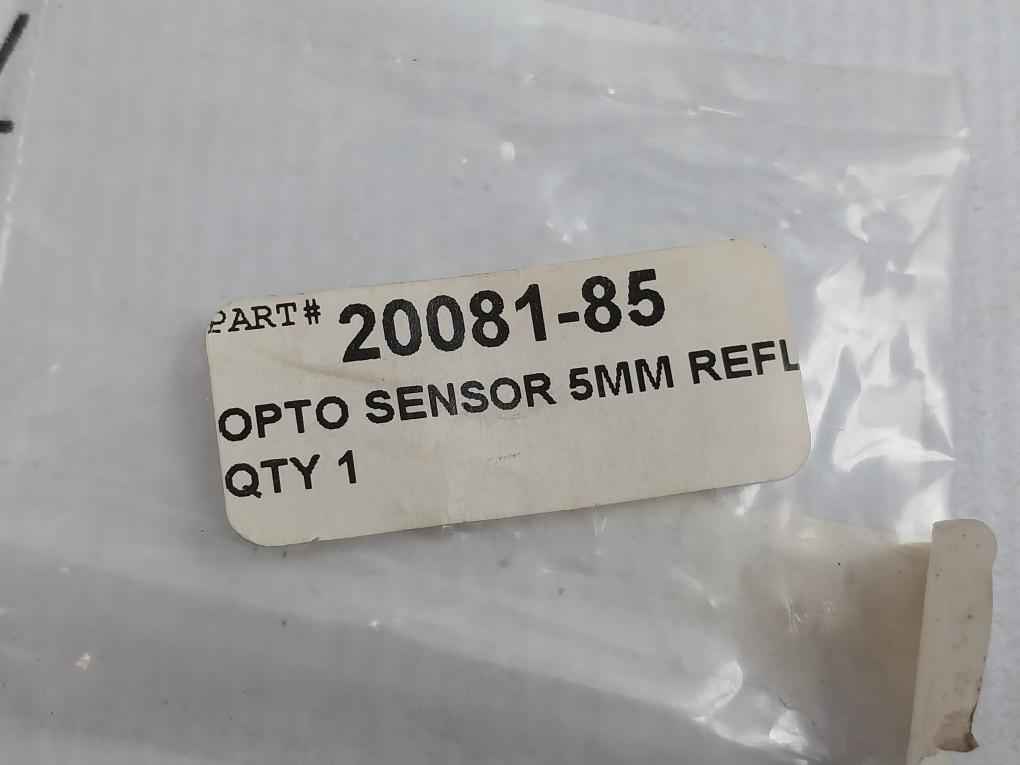 PART# 20081-85
OPTO SENSOR 5MM REFL
QTY 1